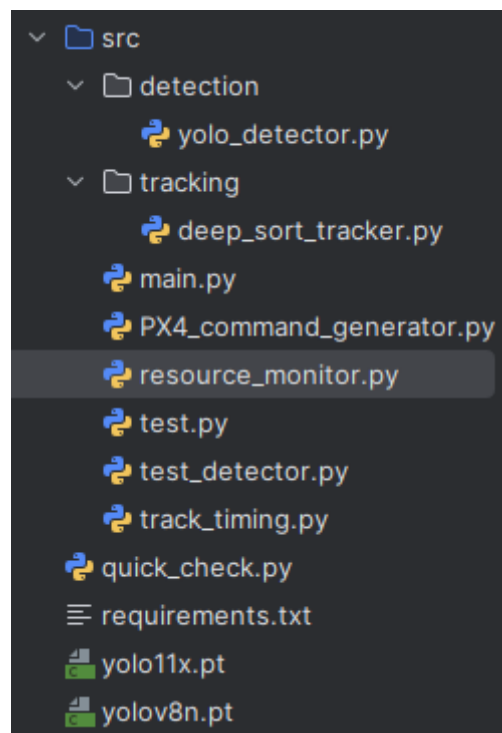 src
detection
yolo_detector.py
tracking
deep_sort_tracker.py
main.py
PX4_command_generator.py
resource_monitor.py
test.py
test_detector.py
track_timing.py
quick_check.py
requirements.txt
yolo11x.pt
yolov8n.pt